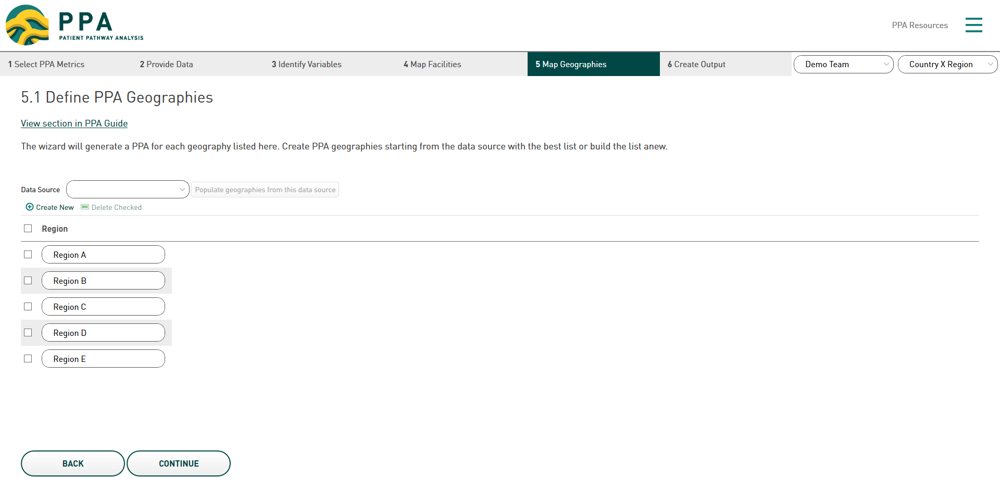 PPA
PATIENT PATHWAY ANALYSIS
PPA Resources
1 Select PPA Metrics
2 Provide Data
3 Identify Variables
4 Map Facilities
5 Map Geographies
6 Create Output
Demo Team
Country X Region
5.1 Define PPA Geographies
View section in PPA Guide
The wizard will generate a PPA for each geography listed here. Create PPA geographies starting from the data source with the best list or build the list anew.
Data Source
Populate geographies from this data source
Create New
Delete Checked
Region
Region A
Region B
Region C
Region D
Region E
BACK
CONTINUE